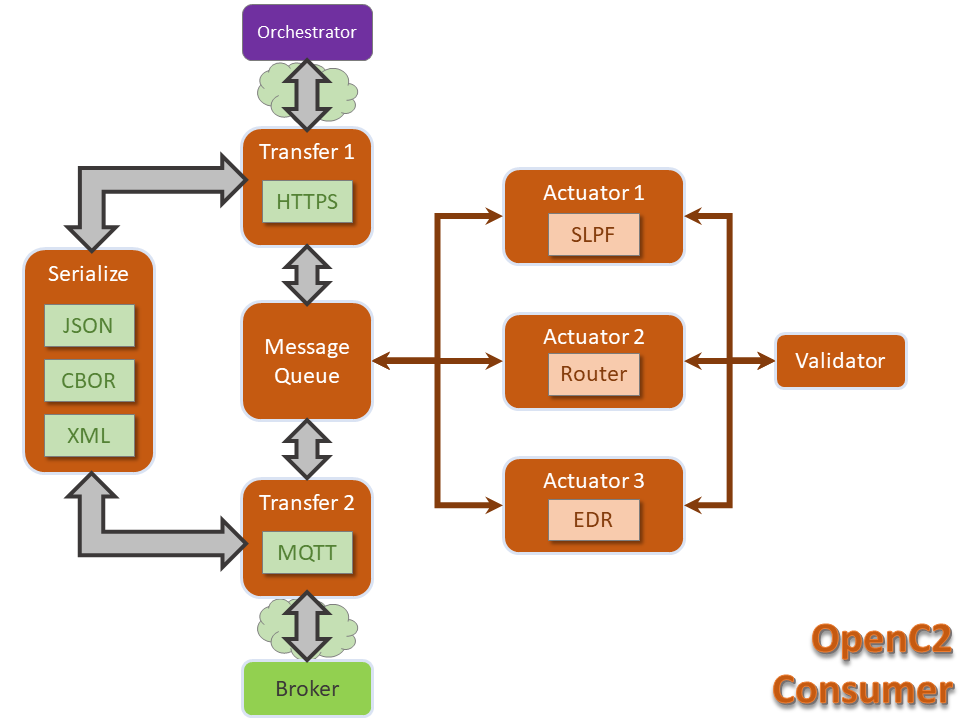 Orchestrator
Transfer 1
HTTPS
Serialize
JSON
CBOR
XML
Message
Queue
Transfer 2
MQTT
Broker
Actuator 1
SLPF
Actuator 2
Router
Actuator 3
EDR
Validator
OpenC2
Consumer